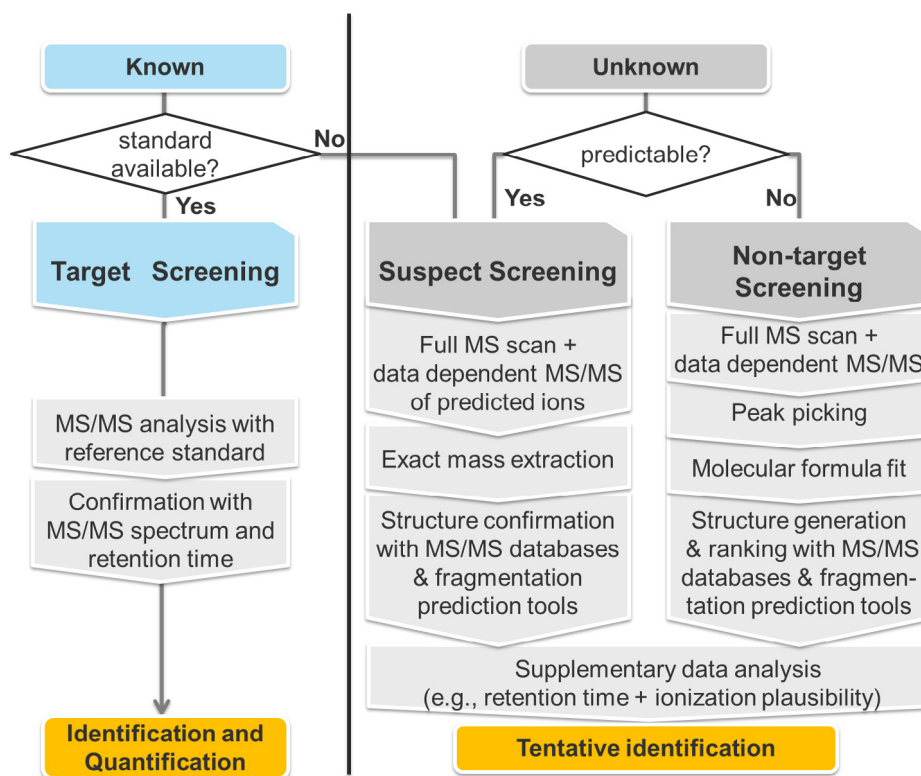 Known
standard
available?
No
Yes
Target Screening
MS/MS analysis with
reference standard
Confirmation with
MS/MS spectrum and
retention time
Identification and
Quantification
Unknown
predictable?
Yes
No
Suspect Screening
Full MS scan +
data dependent MS/MS
of predicted ions
Exact mass extraction
Structure confirmation
with MS/MS databases
& fragmentation
prediction tools
Non-target
Screening
Full MS scan +
data dependent MS/MS
Peak picking
Molecular formula fit
Structure generation
& ranking with MS/MS
databases & fragmen-
tation prediction tools
Supplementary data analysis
(e.g., retention time + ionization plausibility)
Tentative identification